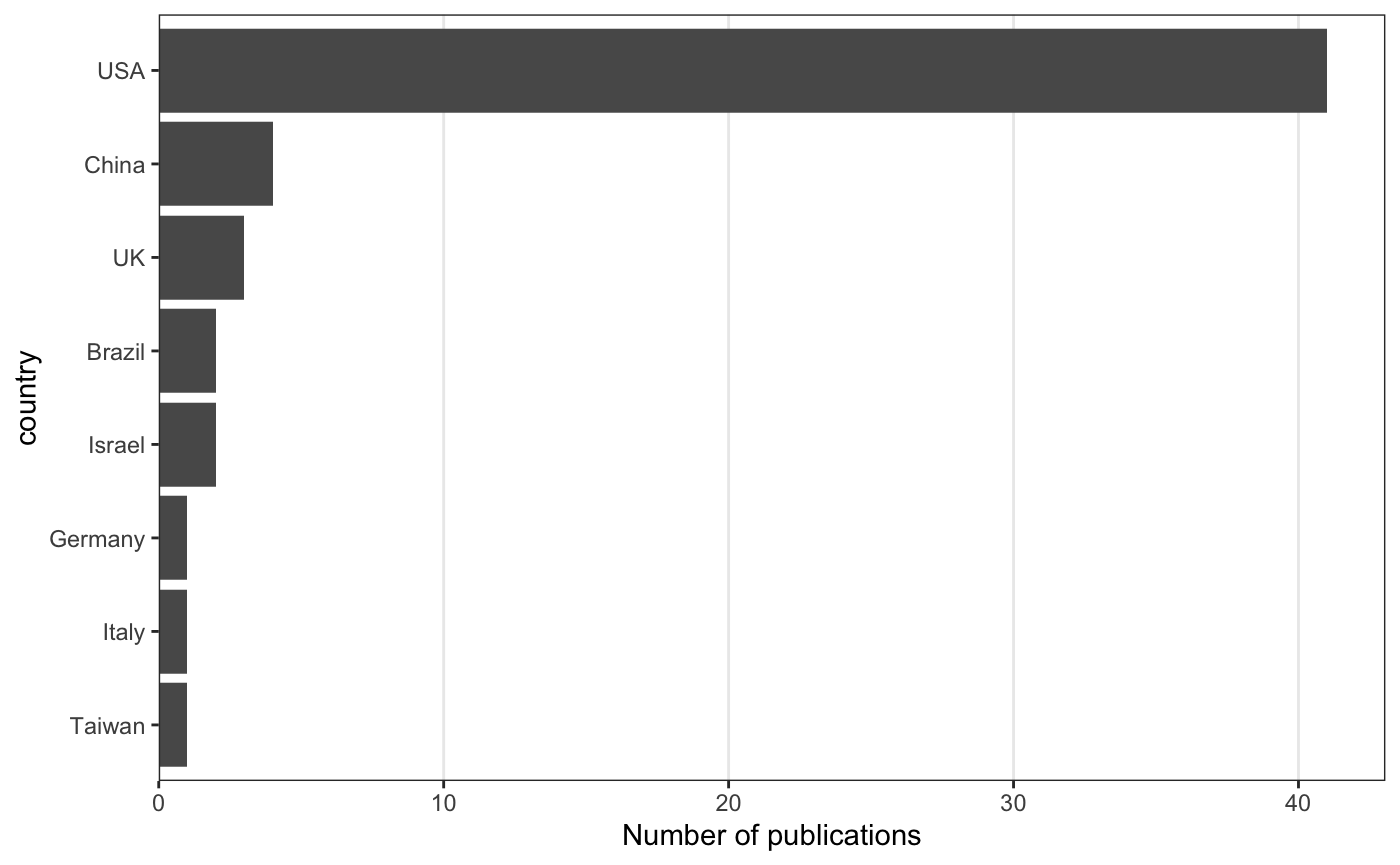 USA
China
UK
Brazil
Israel
Germany
Italy
Taiwan
country
0 10 20 30 40
Number of publications